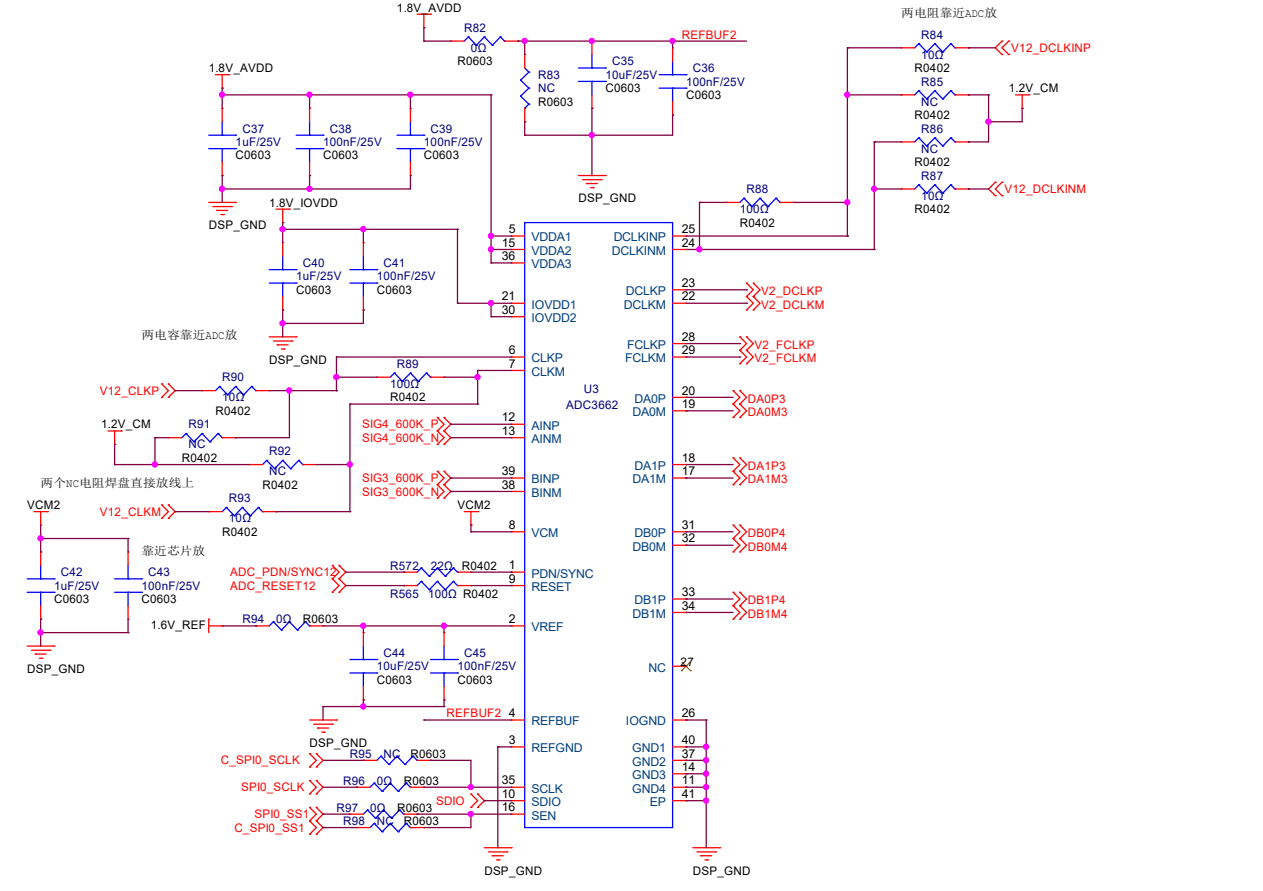 1.8V_AVDD
R82
0Ω
R0603
REFBUF2
R83
NC
R0603
C35
10uF/25V
C0603
C36
100nF/25V
C0603
DSP_GND
两电阻靠近ADC放
R84
10Ω
R0402
V12_DCLKINP
R85
NC
R0402
1.2V_CM
R86
NC
R0402
R87
10Ω
R0402
V12_DCLKINM
R88
100Ω
R0402
1.8V_AVDD
C37
1uF/25V
C0603
C38
100nF/25V
C0603
C39
100nF/25V
C0603
DSP_GND
1.8V_IOVDD
C40
1uF/25V
C0603
C41
100nF/25V
C0603
DSP_GND
两电容靠近ADC放
V12_CLKP
R90
10Ω
R0402
R89
100Ω
R0402
1.2V_CM
R91
NC
R0402
R92
NC
R0402
两个NC电阻焊盘直接放线上
V12_CLKM
R93
10Ω
R0402
SIG4_600K_P
SIG4_600K_N
SIG3_600K_P
SIG3_600K_N
VCM2
VCM2
靠近芯片放
C42
1uF/25V
C0603
C43
100nF/25V
C0603
DSP_GND
ADC_PDN/SYNC12
R572 22Ω R0402
ADC_RESET12
R565 100Ω R0402
1.6V_REF
R94 0Ω R0603
C44
10uF/25V
C0603
C45
100nF/25V
C0603
DSP_GND
REFBUF2
C_SPI0_SCLK
R95 NC R0603
SPI0_SCLK
R96 0Ω R0603
SDIO
SPI0_SS1
R97 0Ω R0603
C_SPI0_SS1
R98 NC R0603
DSP_GND
U3
ADC3662
5 VDDA1
15 VDDA2
36 VDDA3
21 IOVDD1
30 IOVDD2
6 CLKP
7 CLKM
12 AINP
13 AINM
39 BINP
38 BINM
8 VCM
1 PDN/SYNC
9 RESET
2 VREF
4 REFBUF
3 REFGND
35 SCLK
10 SDIO
16 SEN
DCLKINP 25
DCLKINM 24
DCLKP 23 V2_DCLKP
DCLKM 22 V2_DCLKM
FCLKP 28 V2_FCLKP
FCLKM 29 V2_FCLKM
DA0P 20 DA0P3
DA0M 19 DA0M3
DA1P 18 DA1P3
DA1M 17 DA1M3
DB0P 31 DB0P4
DB0M 32 DB0M4
DB1P 33 DB1P4
DB1M 34 DB1M4
NC 27
IOGND 26
GND1 40
GND2 37
GND3 14
GND4 11
EP 41
DSP_GND